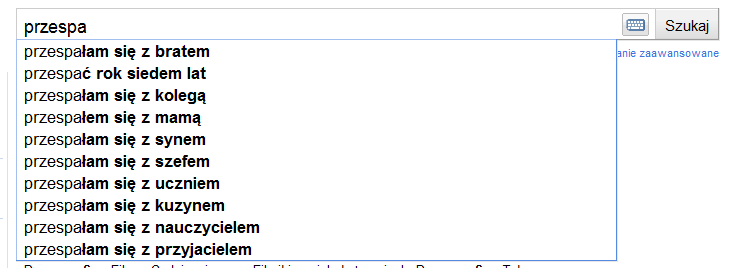 przespa
Szukaj
anie zaawansowane
przespałam się z bratem
przespać rok siedem lat
przespałam się z kolegą
przespałem się z mamą
przespałam się z synem
przespałam się z szefem
przespałam się z uczniem
przespałam się z kuzynem
przespałam się z nauczycielem
przespałam się z przyjacielem